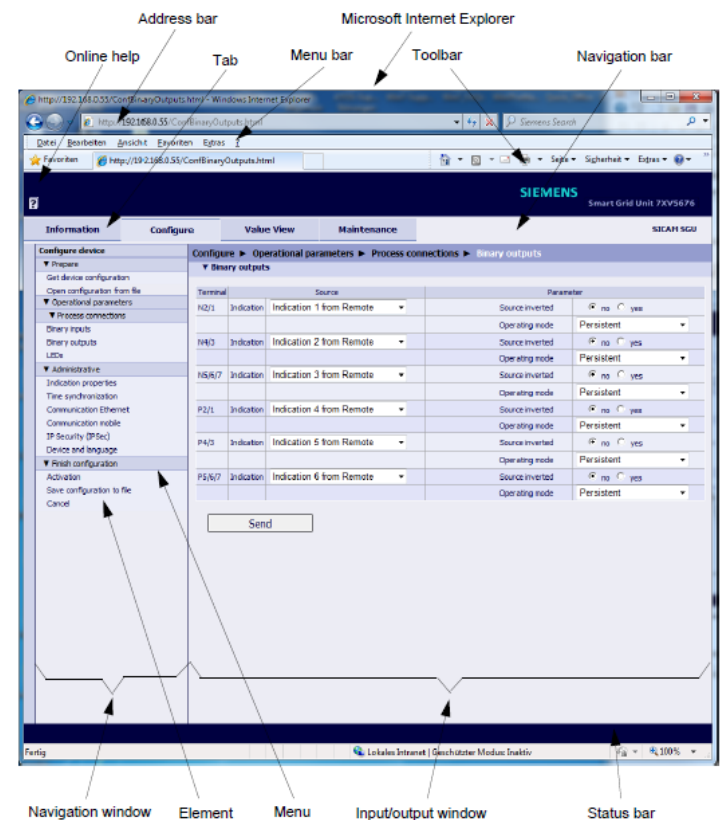 Address bar
Microsoft Internet Explorer
Online help
Tab
Menu bar
Toolbar
Navigation bar
http://192.168.0.55/ConfBinaryOutputs.html - Windows Internet Explorer
http://192.168.0.55/ConfBinaryOutputs.html
Siemens Search
Datei Bearbeiten Ansicht Favoriten Extras ?
Favoriten
http://192.168.0.55/ConfBinaryOutputs.html
Seite Sicherheit Extras
SIEMENS
?
Smart Grid Unit 7XV5676
Information Configure Value View Maintenance SICAM SGU
Configure device
▼ Prepare
Get device configuration
Open configuration from file
▼ Operational parameters
▼ Process connections
Binary inputs
Binary outputs
LEDs
▼ Administrative
Indication properties
Time synchronization
Communication Ethernet
Communication mobile
IP Security (IPSec)
Device and language
▼ Finish configuration
Activation
Save configuration to file
Cancel
Configure ► Operational parameters ► Process connections ► Binary outputs
▼ Binary outputs
Terminal Source Parameter
N2/1 Indication Indication 1 from Remote Source inverted no yes
Operating mode Persistent
N4/3 Indication Indication 2 from Remote Source inverted no yes
Operating mode Persistent
N5/6/7 Indication Indication 3 from Remote Source inverted no yes
Operating mode Persistent
P2/1 Indication Indication 4 from Remote Source inverted no yes
Operating mode Persistent
P4/3 Indication Indication 5 from Remote Source inverted no yes
Operating mode Persistent
P5/6/7 Indication Indication 6 from Remote Source inverted no yes
Operating mode Persistent
Send
Fertig
Lokales Intranet | Geschützter Modus: Inaktiv
100%
Navigation window
Element
Menu
Input/output window
Status bar